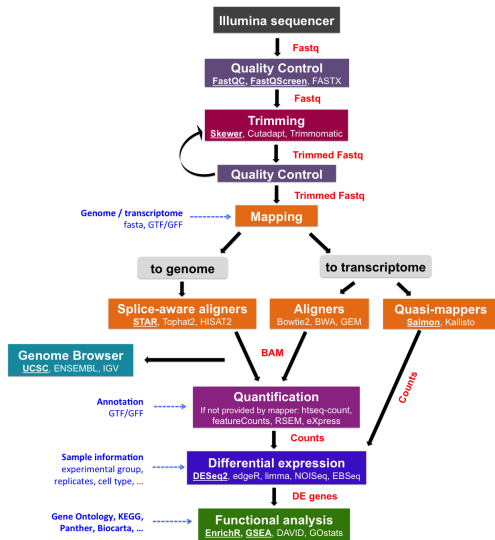 Illumina sequencer
Fastq
Quality Control
FastQC, FastQScreen, FASTX
Fastq
Trimming
Skewer, Cutadapt, Trimmomatic
Trimmed Fastq
Quality Control
Trimmed Fastq
Genome / transcriptome
fasta, GTF/GFF
Mapping
to genome
to transcriptome
Splice-aware aligners
STAR, Tophat2, HISAT2
Aligners
Bowtie2, BWA, GEM
Quasi-mappers
Salmon, Kallisto
Genome Browser
UCSC, ENSEMBL, IGV
BAM
Counts
Annotation
GTF/GFF
Quantification
If not provided by mapper: htseq-count,
featureCounts, RSEM, eXpress
Counts
Sample information
experimental group,
replicates, cell type, ...
Differential expression
DESeq2, edgeR, limma, NOISeq, EBSeq
DE genes
Gene Ontology, KEGG,
Panther, Biocarta, ...
Functional analysis
EnrichR, GSEA, DAVID, GOstats